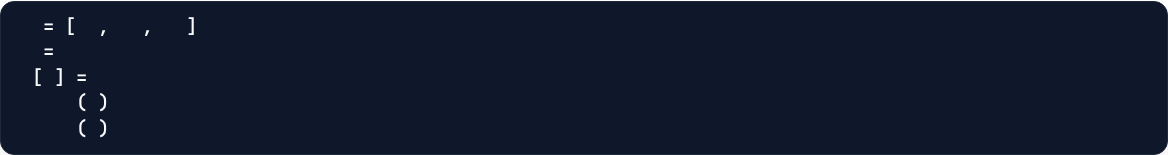 = [ , , ]
=
[ ] =
( )
( )